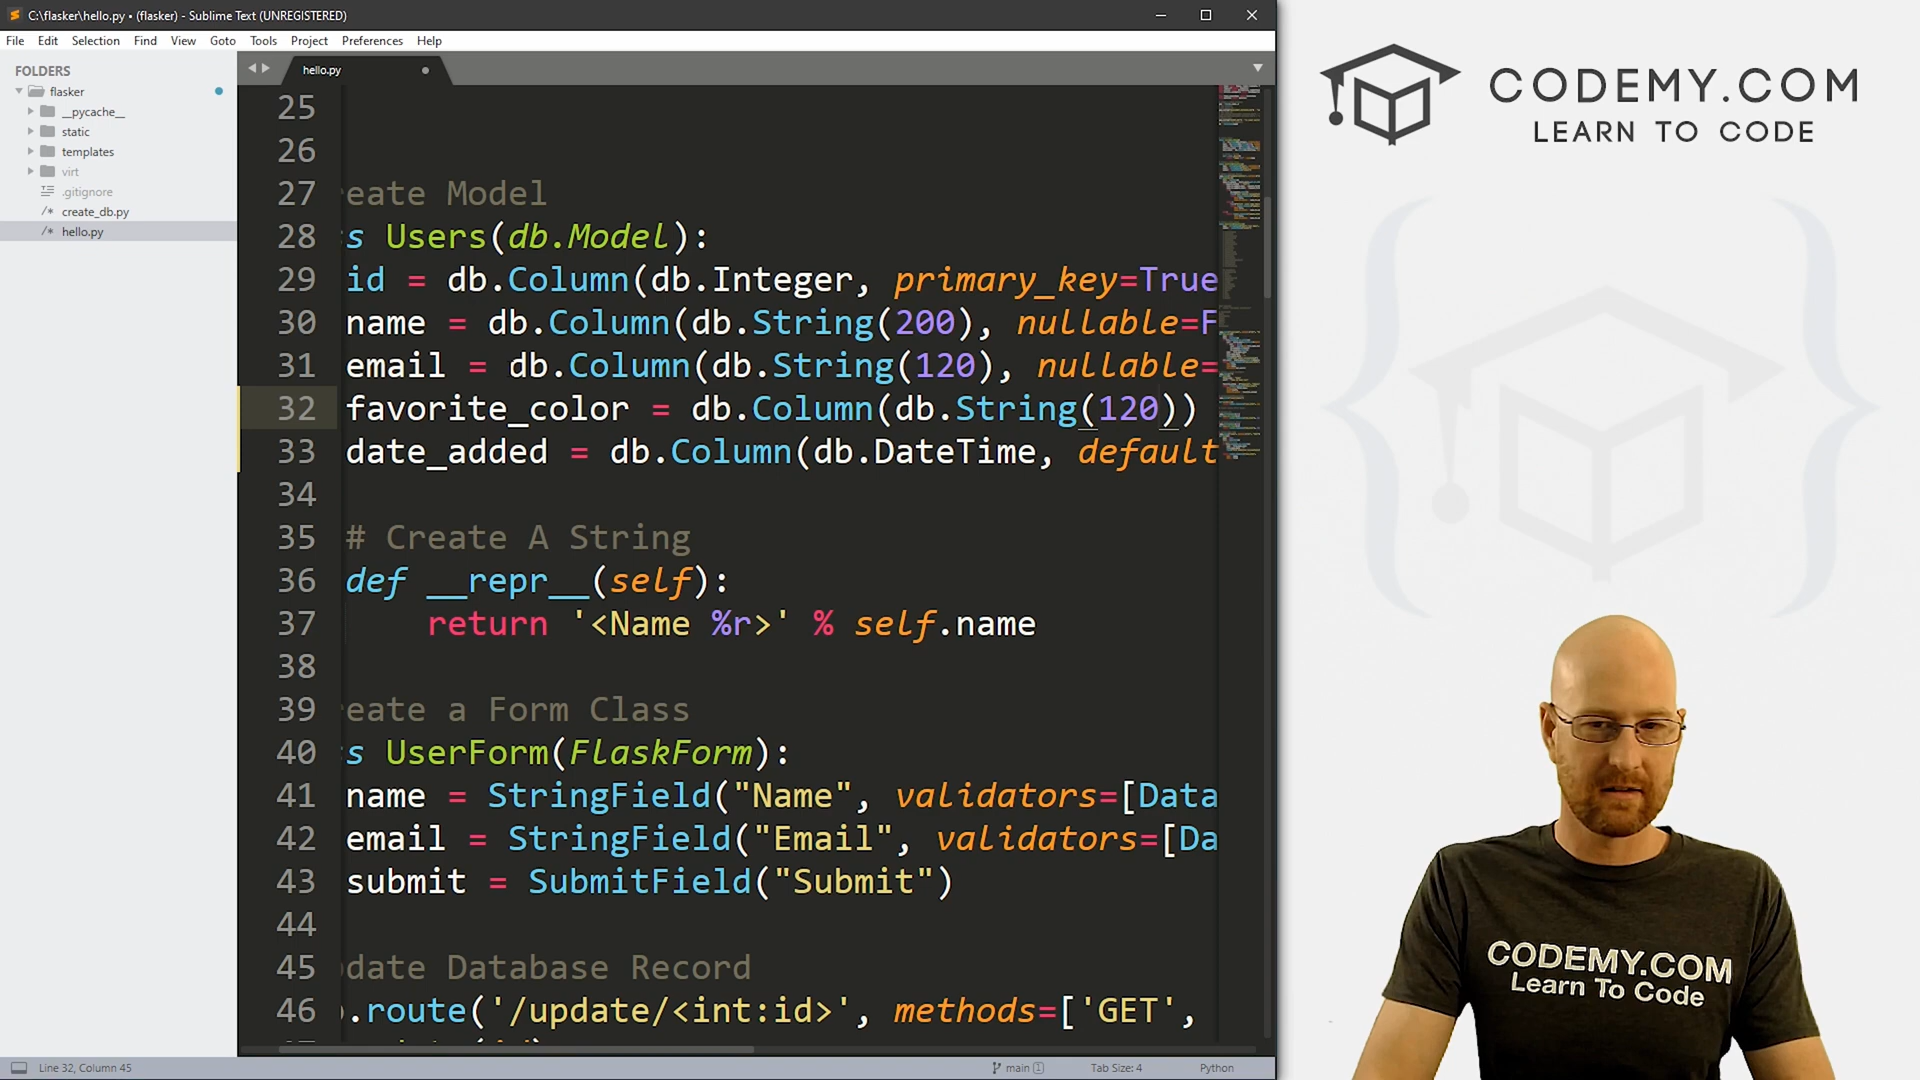 C:\flasker\hello.py • (flasker) - Sublime Text (UNREGISTERED)
File Edit Selection Find View Goto Tools Project Preferences Help
FOLDERS
flasker
__pycache__
static
templates
virt
.gitignore
create_db.py
hello.py
hello.py
25
26
27 reate Model
28 s Users(db.Model):
29 id = db.Column(db.Integer, primary_key=True
30 name = db.Column(db.String(200), nullable=F
31 email = db.Column(db.String(120), nullable=
32 favorite_color = db.Column(db.String(120))
33 date_added = db.Column(db.DateTime, default
34
35 # Create A String
36 def __repr__(self):
37 return '<Name %r>' % self.name
38
39 reate a Form Class
40 s UserForm(FlaskForm):
41 name = StringField("Name", validators=[Data
42 email = StringField("Email", validators=[Da
43 submit = SubmitField("Submit")
44
45 pdate Database Record
46 .route('/update/<int:id>', methods=['GET',
Line 32, Column 45
main 1
Tab Size: 4
Python
CODEMY.COM
LEARN TO CODE
CODEMY.COM
Learn To Code